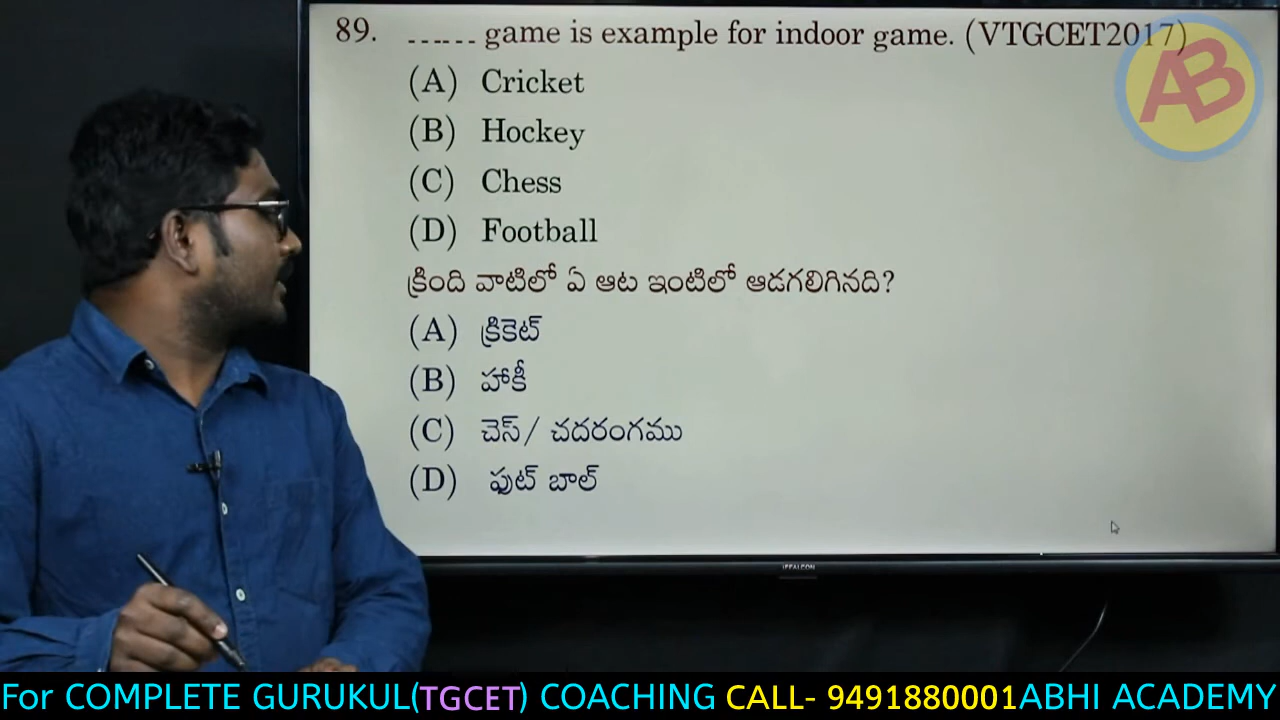 89. ...... game is example for indoor game. (VTGCET2017)
(A) Cricket
(B) Hockey
(C) Chess
(D) Football
క్రింది వాటిలో ఏ ఆట ఇంటిలో ఆడగలిగినది?
(A) క్రికెట్
(B) హాకీ
(C) చెస్/ చదరంగము
(D) ఫుట్ బాల్
AB
iFFALCON
For COMPLETE GURUKUL(TGCET) COACHING CALL- 9491880001ABHI ACADEMY